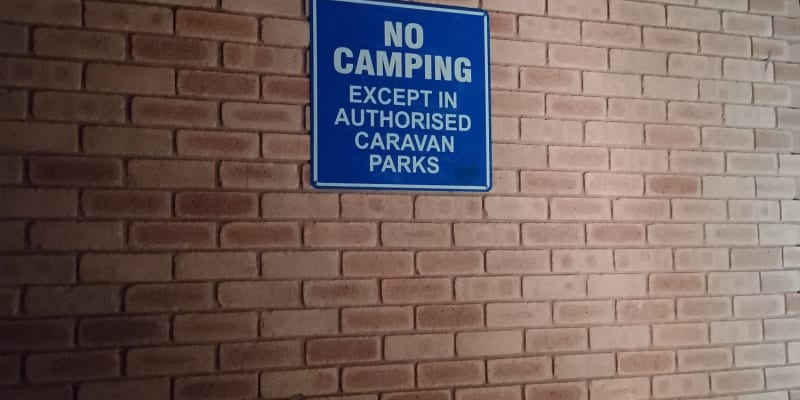 NO
CAMPING
EXCEPT IN
AUTHORISED
CARAVAN
PARKS